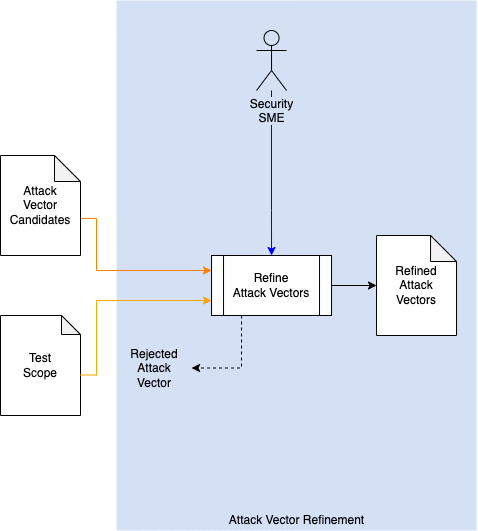 Security
SME
Attack
Vector
Candidates
Refine
Attack Vectors
Refined
Attack
Vectors
Test
Scope
Rejected
Attack
Vector
Attack Vector Refinement